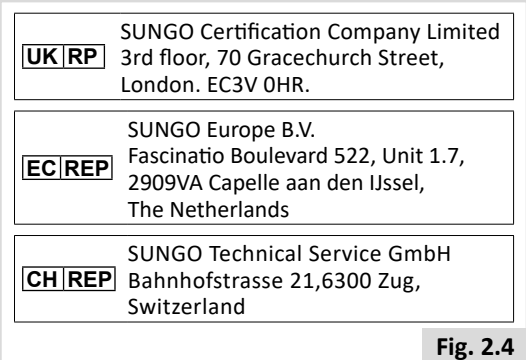 UK RP
SUNGO Certification Company Limited
3rd floor, 70 Gracechurch Street,
London. EC3V 0HR.
EC REP
SUNGO Europe B.V.
Fascinatio Boulevard 522, Unit 1.7,
2909VA Capelle aan den IJssel,
The Netherlands
CH REP
SUNGO Technical Service GmbH
Bahnhofstrasse 21,6300 Zug,
Switzerland
Fig. 2.4